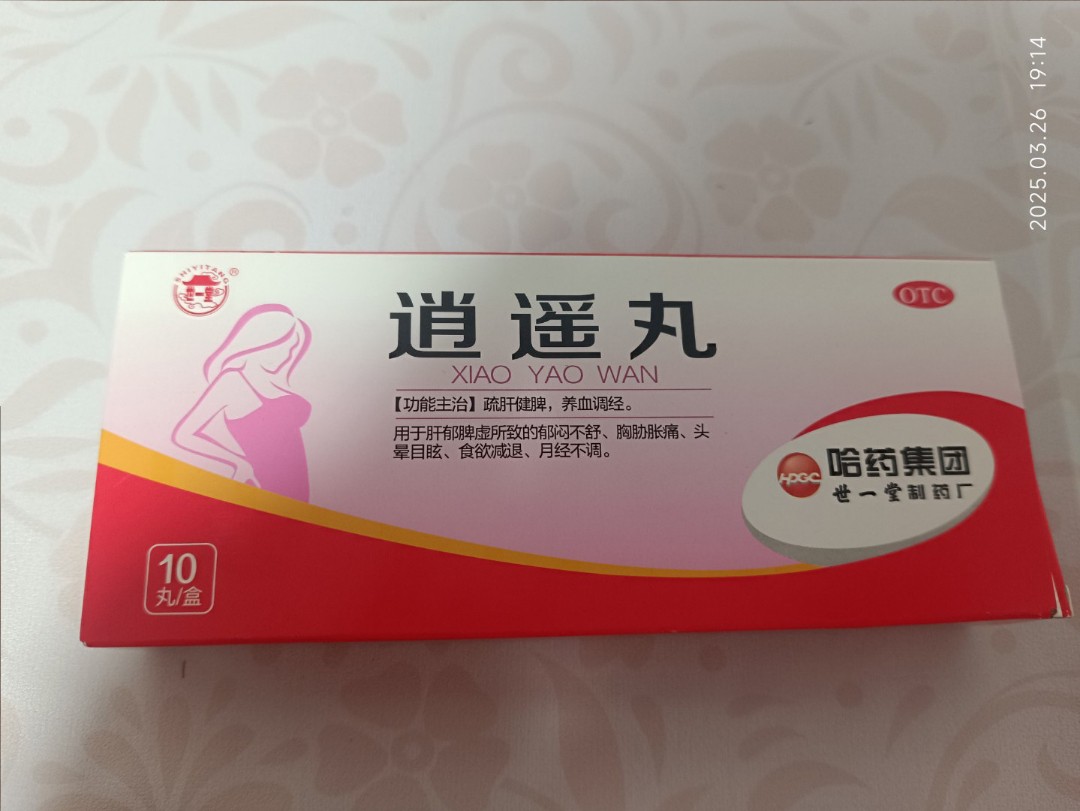 2025.03.26 19:14
SHIYITANG®
世一堂
逍遥丸
OTC
XIAO YAO WAN
【功能主治】疏肝健脾，养血调经。
用于肝郁脾虚所致的郁闷不舒、胸胁胀痛、头
晕目眩、食欲减退、月经不调。
HPGC
哈药集团
世一堂制药厂
10
丸/盒